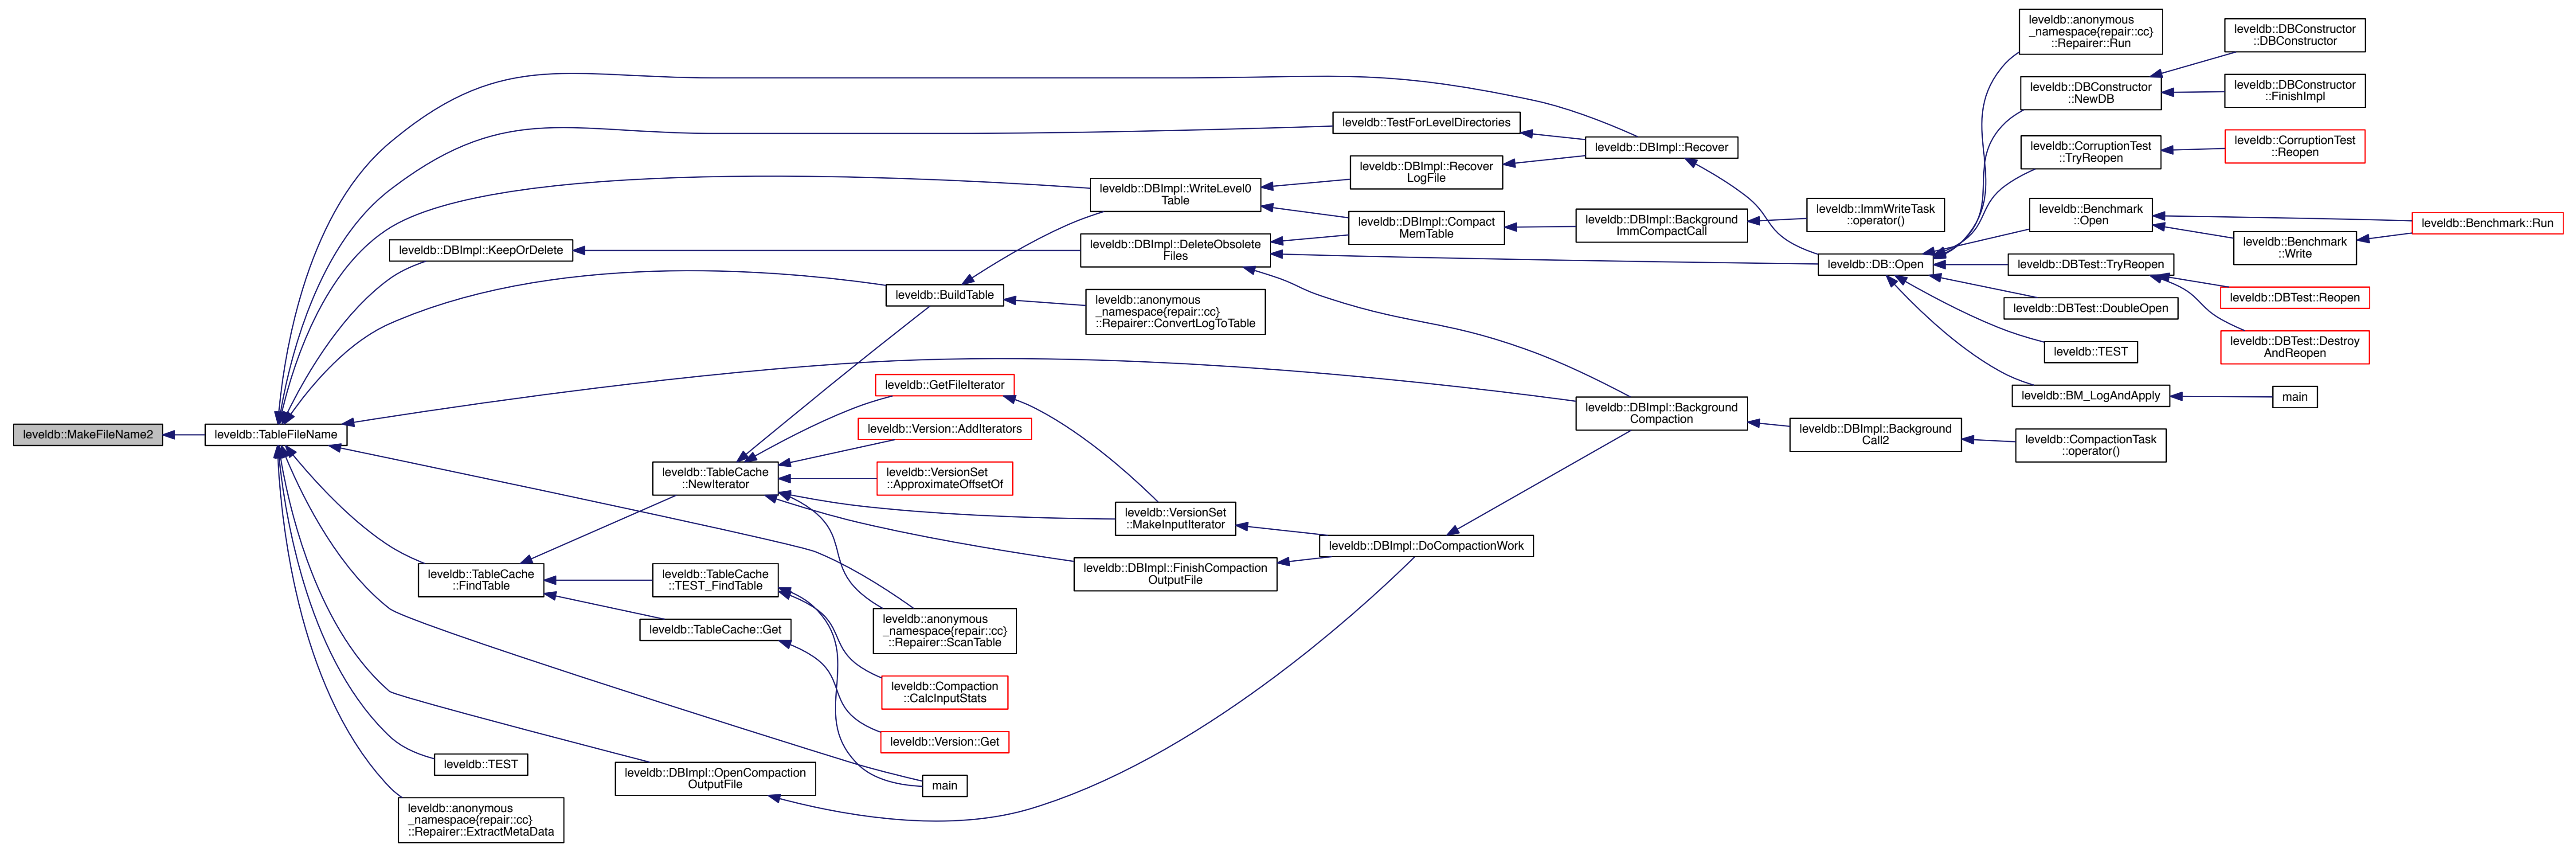 leveldb::MakeFileName2
leveldb::TableFileName
leveldb::DBImpl::KeepOrDelete
leveldb::TableCache
::FindTable
leveldb::TEST
leveldb::anonymous
_namespace{repair::cc}
::Repairer::ExtractMetaData
leveldb::TableCache
::NewIterator
leveldb::TableCache
::TEST_FindTable
leveldb::TableCache::Get
leveldb::DBImpl::OpenCompaction
OutputFile
leveldb::BuildTable
leveldb::GetFileIterator
leveldb::Version::AddIterators
leveldb::VersionSet
::ApproximateOffsetOf
leveldb::anonymous
_namespace{repair::cc}
::Repairer::ScanTable
leveldb::Compaction
::CalcInputStats
leveldb::Version::Get
main
leveldb::DBImpl::WriteLevel0
Table
leveldb::DBImpl::DeleteObsolete
Files
leveldb::anonymous
_namespace{repair::cc}
::Repairer::ConvertLogToTable
leveldb::VersionSet
::MakeInputIterator
leveldb::DBImpl::FinishCompaction
OutputFile
leveldb::TestForLevelDirectories
leveldb::DBImpl::Recover
LogFile
leveldb::DBImpl::Compact
MemTable
leveldb::DBImpl::DoCompactionWork
leveldb::DBImpl::Recover
leveldb::DBImpl::Background
ImmCompactCall
leveldb::DBImpl::Background
Compaction
leveldb::ImmWriteTask
::operator()
leveldb::DB::Open
leveldb::DBImpl::Background
Call2
leveldb::anonymous
_namespace{repair::cc}
::Repairer::Run
leveldb::DBConstructor
::NewDB
leveldb::CorruptionTest
::TryReopen
leveldb::Benchmark
::Open
leveldb::DBTest::TryReopen
leveldb::DBTest::DoubleOpen
leveldb::TEST
leveldb::BM_LogAndApply
leveldb::CompactionTask
::operator()
leveldb::DBConstructor
::DBConstructor
leveldb::DBConstructor
::FinishImpl
leveldb::CorruptionTest
::Reopen
leveldb::Benchmark
::Write
leveldb::DBTest::Reopen
leveldb::DBTest::Destroy
AndReopen
main
leveldb::Benchmark::Run